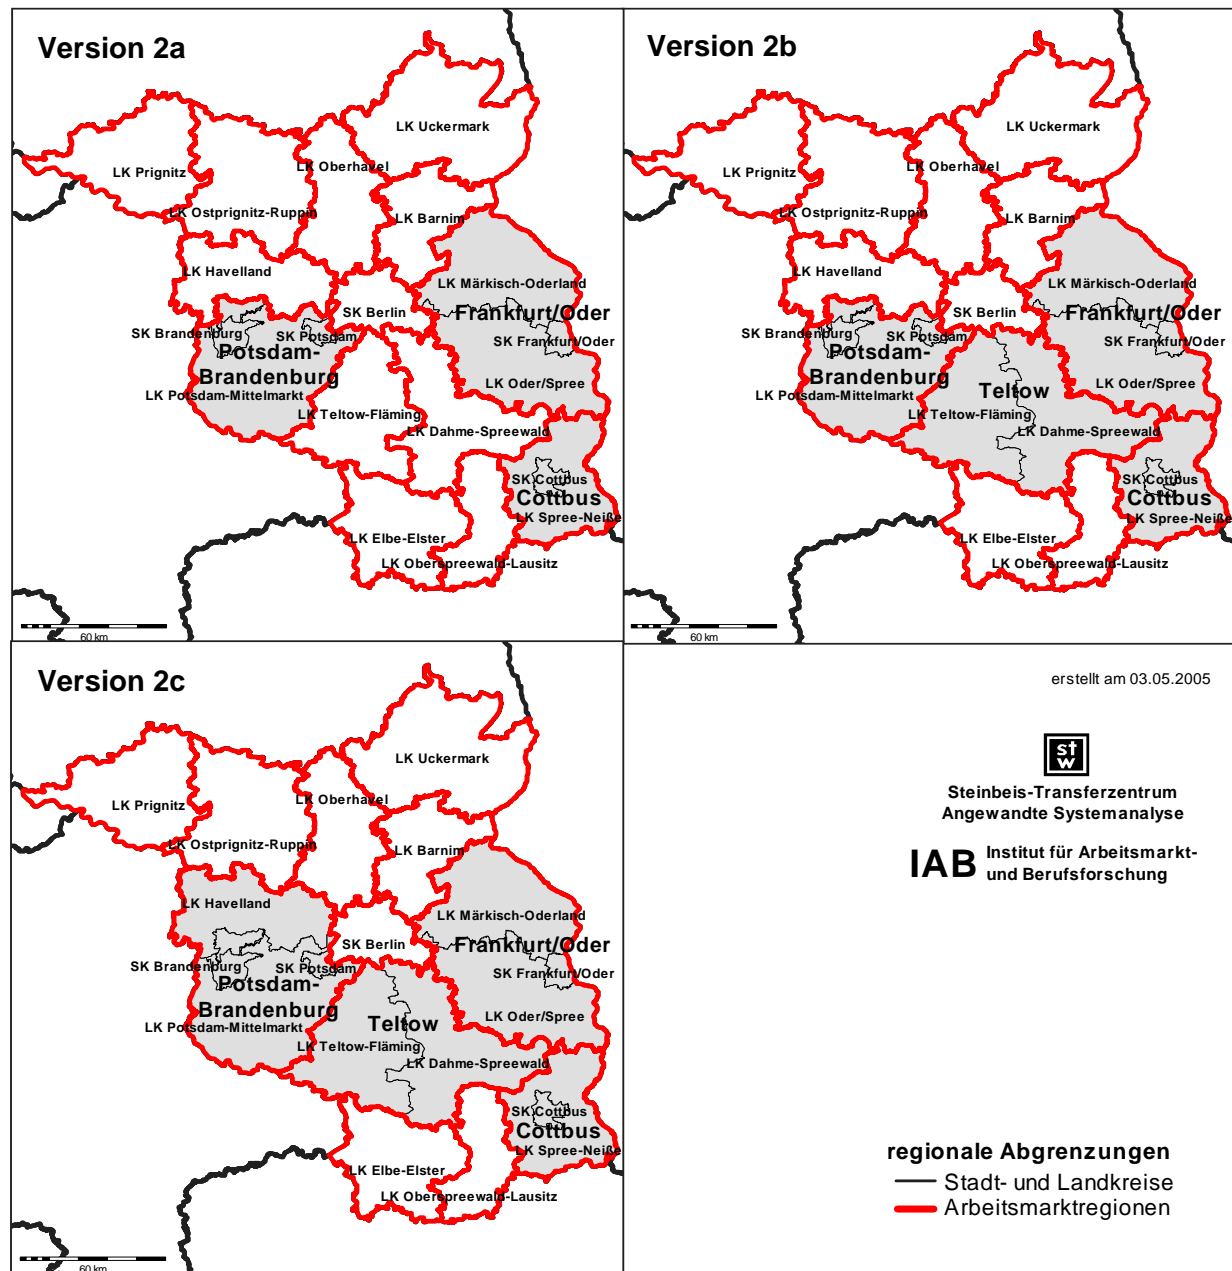 Version 2a
LK Uckermark
LK Prignitz
LK Oberhavel
LK Ostprignitz-Ruppin
LK Barnim
LK Havelland
LK Märkisch-Oderland
SK Berlin
Frankfurt/Oder
SK Brandenburg
SK Potsdam
SK Frankfurt/Oder
Potsdam-
Brandenburg
LK Oder/Spree
LK Potsdam-Mittelmarkt
LK Teltow-Fläming
LK Dahme-Spreewald
SK Cottbus
Cottbus
LK Spree-Neiße
LK Elbe-Elster
LK Oberspreewald-Lausitz
60 km
Version 2b
LK Uckermark
LK Prignitz
LK Oberhavel
LK Ostprignitz-Ruppin
LK Barnim
LK Havelland
LK Märkisch-Oderland
SK Berlin
Frankfurt/Oder
SK Brandenburg
SK Potsdam
SK Frankfurt/Oder
Potsdam-
Brandenburg
Teltow
LK Oder/Spree
LK Potsdam-Mittelmarkt
LK Teltow-Fläming
LK Dahme-Spreewald
SK Cottbus
Cottbus
LK Spree-Neiße
LK Elbe-Elster
LK Oberspreewald-Lausitz
60 km
Version 2c
LK Uckermark
LK Prignitz
LK Oberhavel
LK Ostprignitz-Ruppin
LK Barnim
LK Havelland
LK Märkisch-Oderland
SK Berlin
Frankfurt/Oder
SK Brandenburg
SK Potsdam
SK Frankfurt/Oder
Potsdam-
Brandenburg
Teltow
LK Oder/Spree
LK Potsdam-Mittelmarkt
LK Teltow-Fläming
LK Dahme-Spreewald
SK Cottbus
Cottbus
LK Spree-Neiße
LK Elbe-Elster
LK Oberspreewald-Lausitz
60 km
erstellt am 03.05.2005
st
w
Steinbeis-Transferzentrum
Angewandte Systemanalyse
IAB Institut für Arbeitsmarkt-
und Berufsforschung
regionale Abgrenzungen
Stadt- und Landkreise
Arbeitsmarktregionen